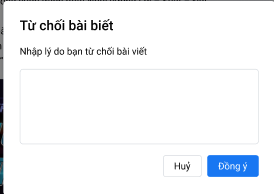 Từ chối bài biết
Nhập lý do bạn từ chối bài viết
Huỷ
Đồng ý